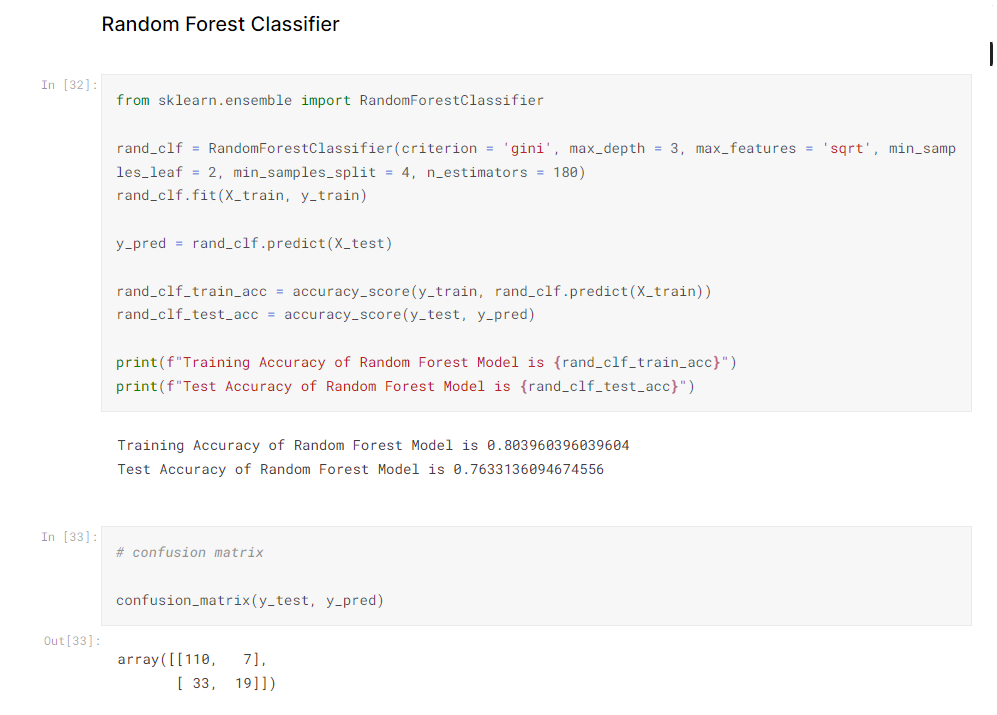 Random Forest Classifier
In [32]:
from sklearn.ensemble import RandomForestClassifier
rand_clf = RandomForestClassifier(criterion = 'gini', max_depth = 3, max_features = 'sqrt', min_samp
les_leaf = 2, min_samples_split = 4, n_estimators = 180)
rand_clf.fit(X_train, y_train)
y_pred = rand_clf.predict(X_test)
rand_clf_train_acc = accuracy_score(y_train, rand_clf.predict(X_train))
rand_clf_test_acc = accuracy_score(y_test, y_pred)
print(f"Training Accuracy of Random Forest Model is {rand_clf_train_acc}")
print(f"Test Accuracy of Random Forest Model is {rand_clf_test_acc}")
Training Accuracy of Random Forest Model is 0.803960396039604
Test Accuracy of Random Forest Model is 0.7633136094674556
In [33]:
# confusion matrix
confusion_matrix(y_test, y_pred)
Out[33]:
array([[110,   7],
       [ 33,  19]])